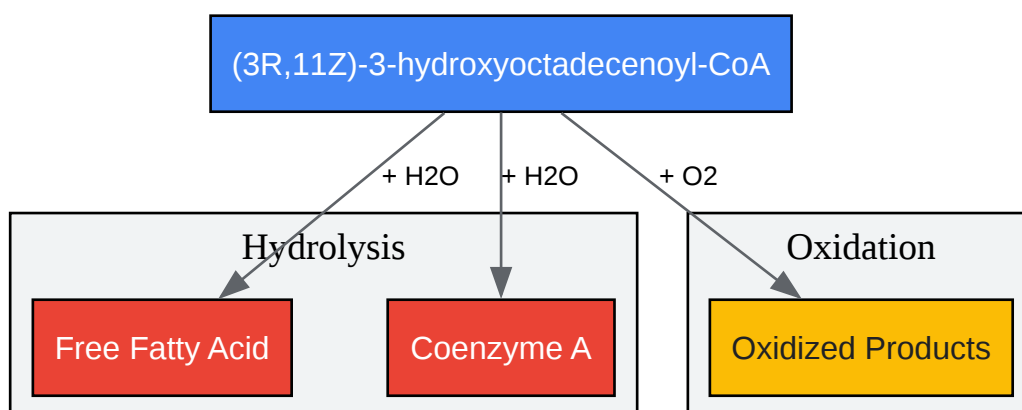 (3R,11Z)-3-hydroxyoctadecenoyl-CoA
+ H2O
+ H2O
+ O2
Hydrolysis
Oxidation
Free Fatty Acid
Coenzyme A
Oxidized Products